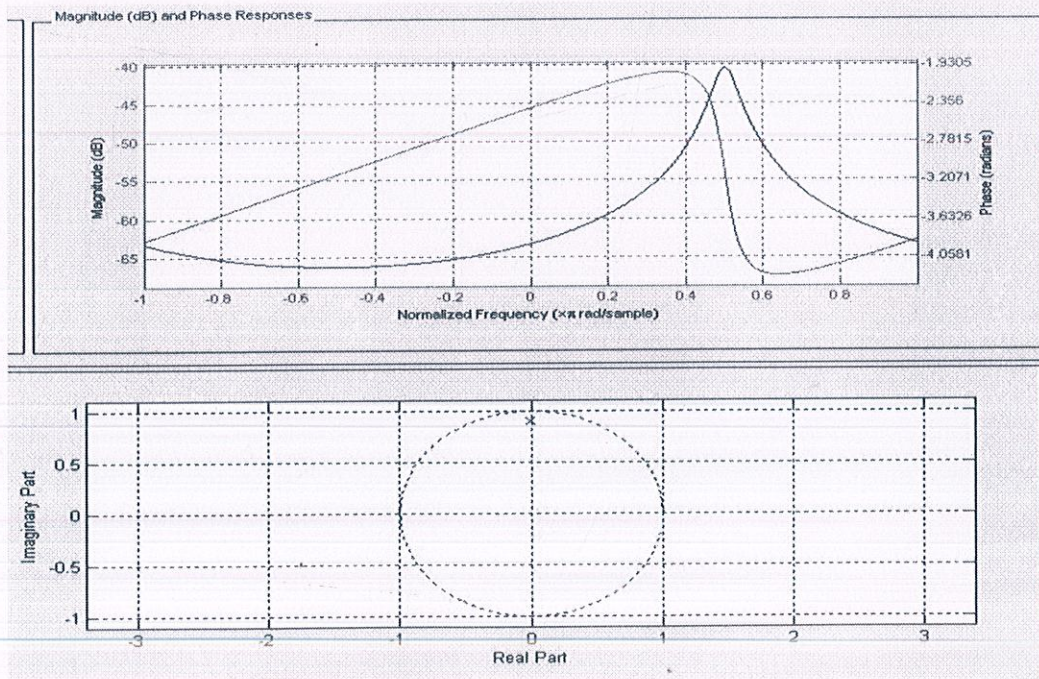 Magnitude (dB) and Phase Responses
Magnitude (dB)
-40
-45
-50
-55
-60
-65
-1.9305
-2.356
-2.7815
-3.2071
-3.6326
-4.0581
Phase (radians)
-1 -0.8 -0.6 -0.4 -0.2 0 0.2 0.4 0.6 0.8
Normalized Frequency (×π rad/sample)
Imaginary Part
1
0.5
0
-0.5
-1
-3 -2 -1 0 1 2 3
Real Part